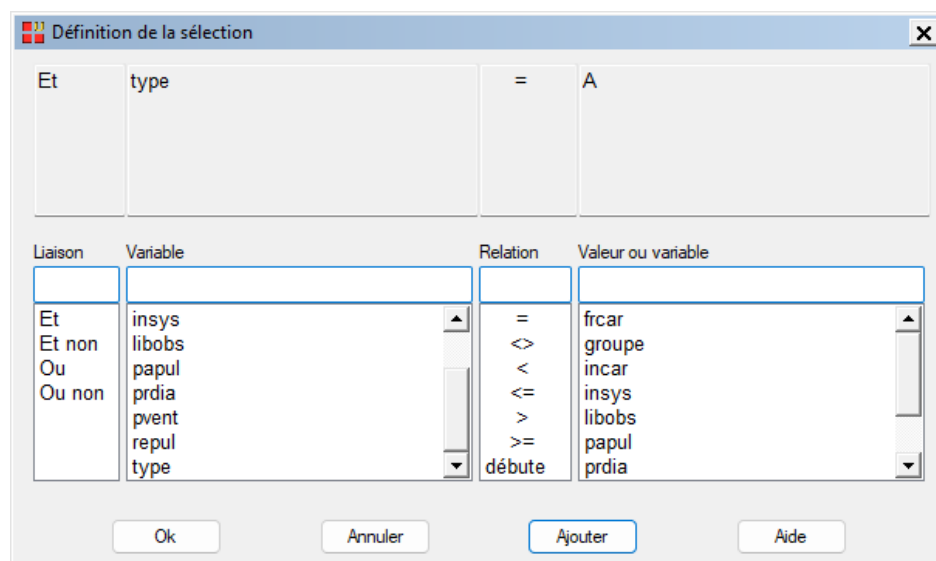 Définition de la sélection
Et type = A
Liaison Variable Relation Valeur ou variable
Et insys = frcar
Et non libobs <> groupe
Ou papul < incar
Ou non prdia <= insys
pvent > libobs
repul >= papul
type débute prdia
Ok Annuler Ajouter Aide